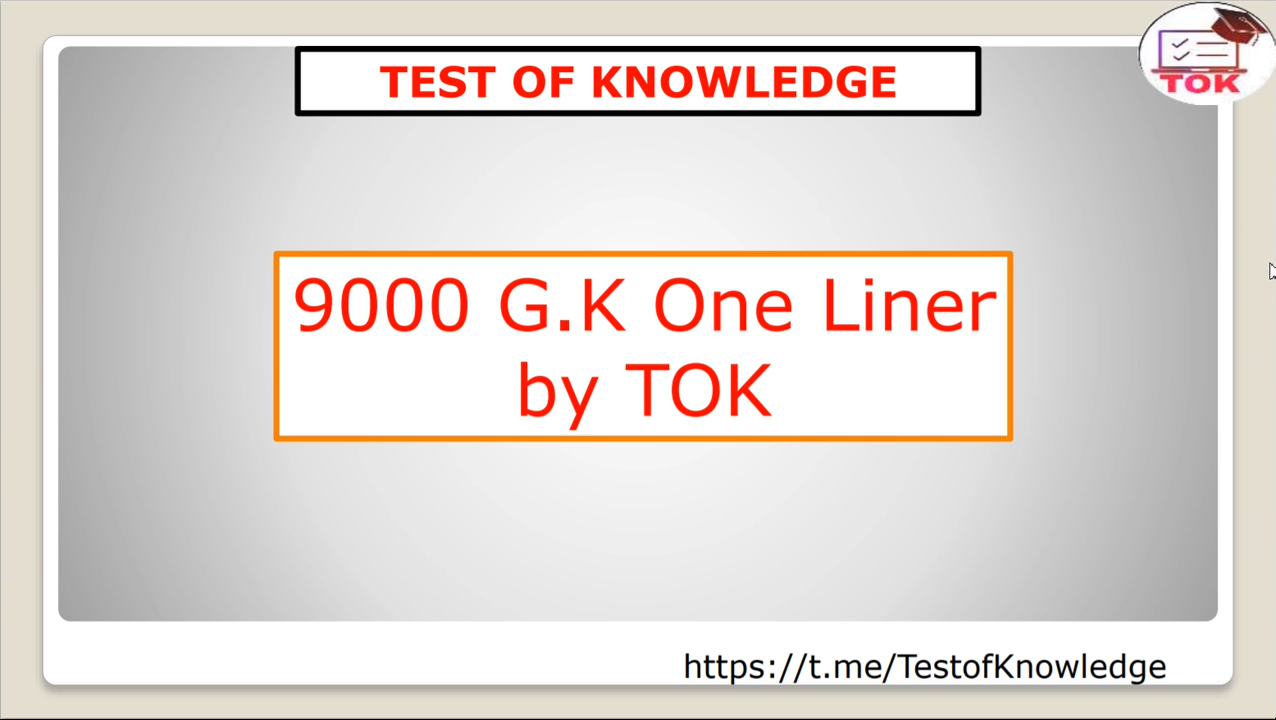 TOK
TEST OF KNOWLEDGE
9000 G.K One Liner
by TOK
https://t.me/TestofKnowledge